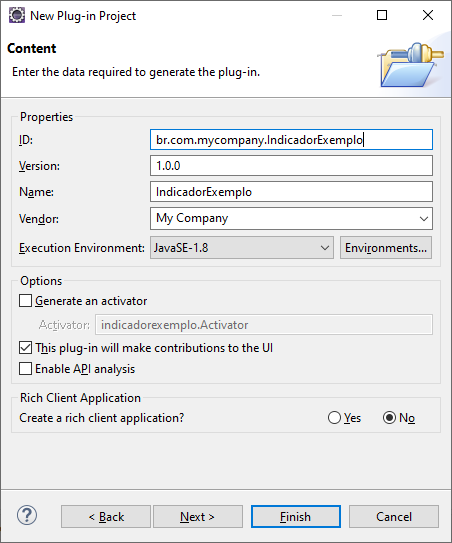 New Plug-in Project
Content
Enter the data required to generate the plug-in.
Properties
ID: br.com.mycompany.IndicadorExemplo
Version: 1.0.0
Name: IndicadorExemplo
Vendor: My Company
Execution Environment: JavaSE-1.8 Environments...
Options
Generate an activator
Activator: indicadorexemplo.Activator
This plug-in will make contributions to the UI
Enable API analysis
Rich Client Application
Create a rich client application? Yes No
? < Back Next > Finish Cancel